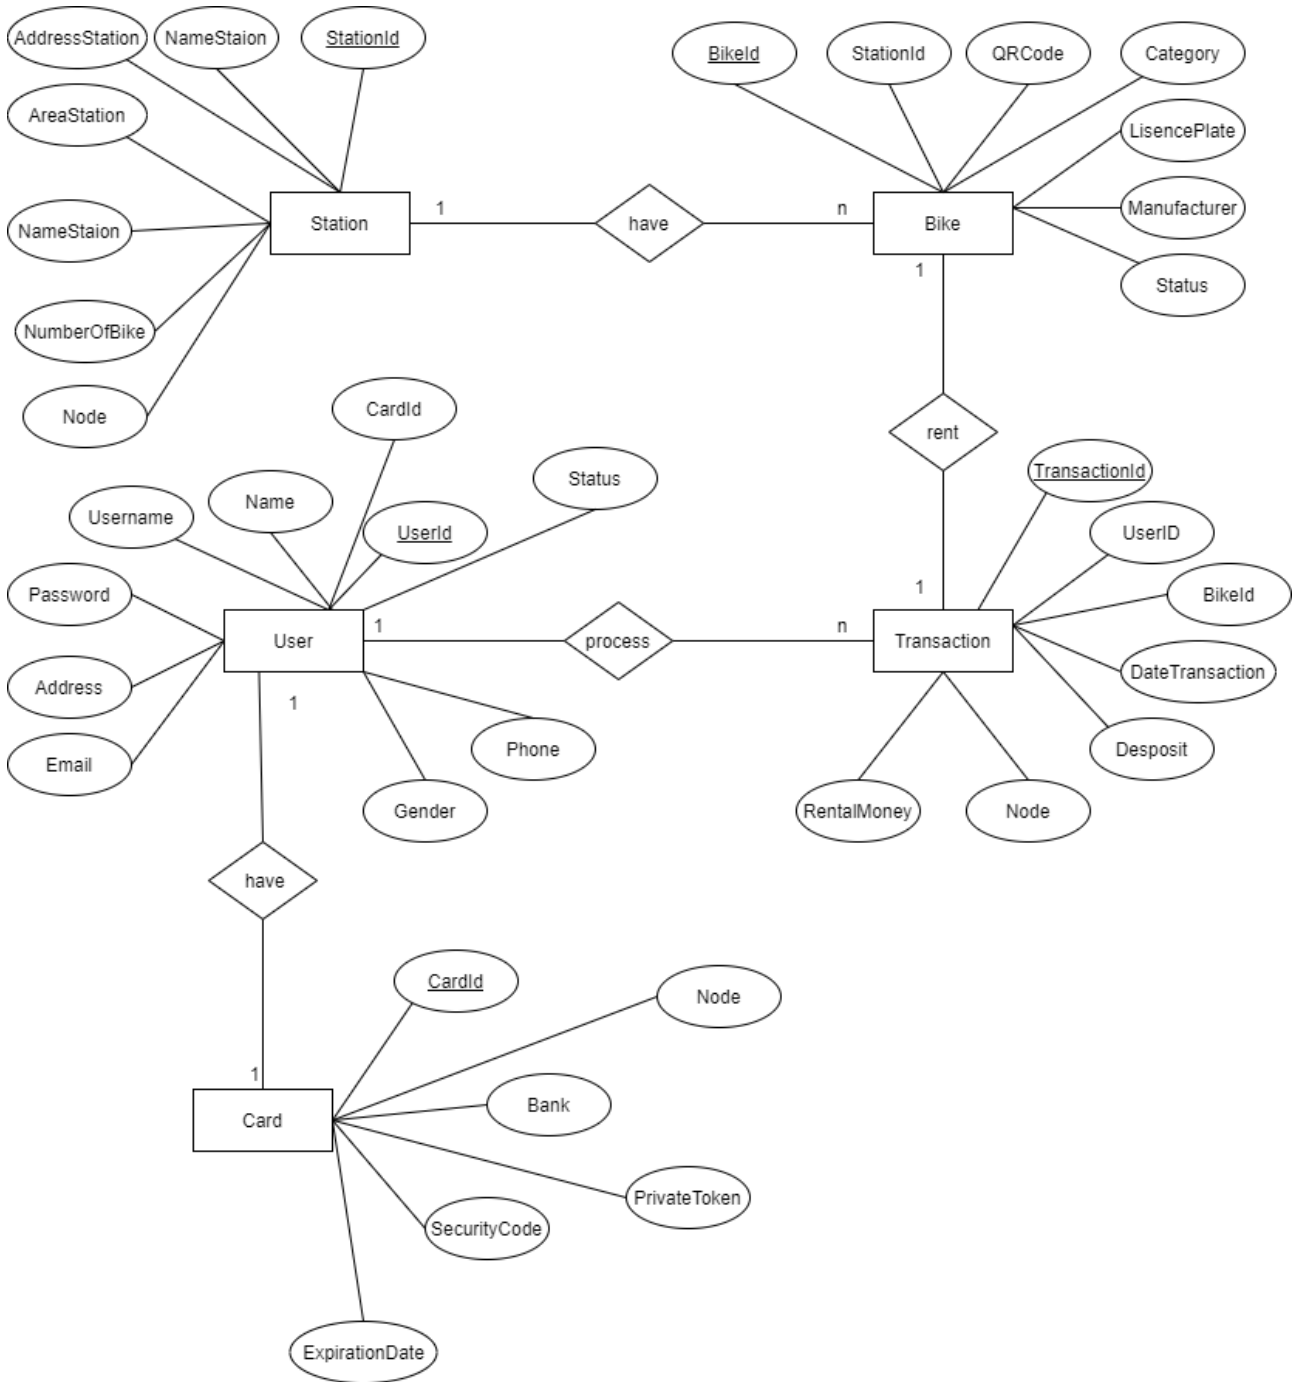 AddressStation
NameStaion
StationId
BikeId
StationId
QRCode
Category
AreaStation
LisencePlate
NameStaion
Station
1
have
n
Bike
Manufacturer
1
Status
NumberOfBike
Node
CardId
rent
Status
TransactionId
Username
Name
UserId
UserID
Password
1
BikeId
User
1
process
n
Transaction
Address
1
DateTransaction
Email
Phone
Desposit
Gender
RentalMoney
Node
have
CardId
Node
1
Card
Bank
PrivateToken
SecurityCode
ExpirationDate